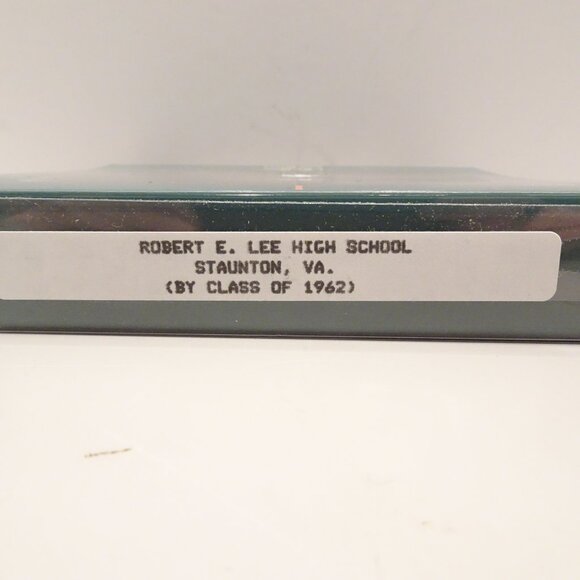 ROBERT E. LEE HIGH SCHOOL
STAUNTON, VA.
(BY CLASS OF 1962)